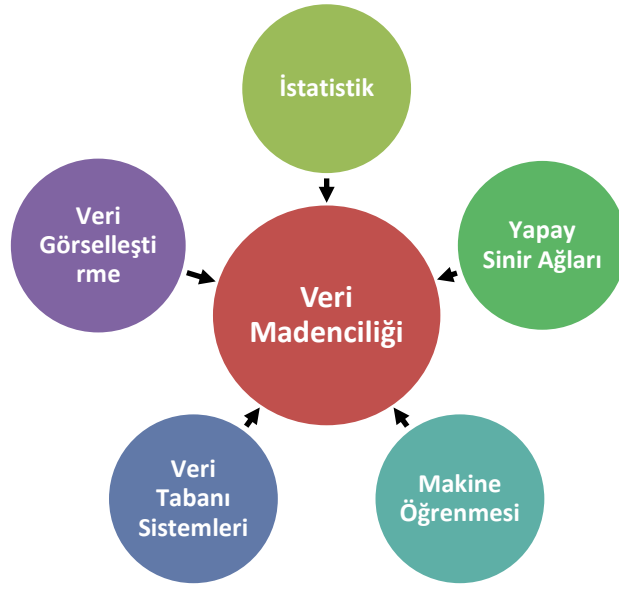 İstatistik
Yapay
Sinir Ağları
Makine
Öğrenmesi
Veri
Tabanı
Sistemleri
Veri
Görselleşti
rme
Veri
Madenciliği